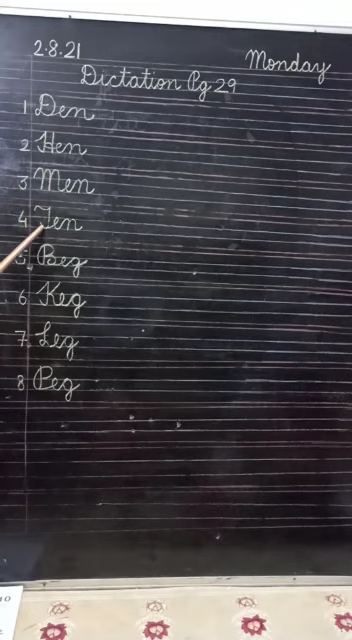 2.8.21 Monday
Dictation Pg 29
1 Den
2 Hen
3 Men
4 Ten
5 Beg
6 Keg
7. Leg
8 Peg
10